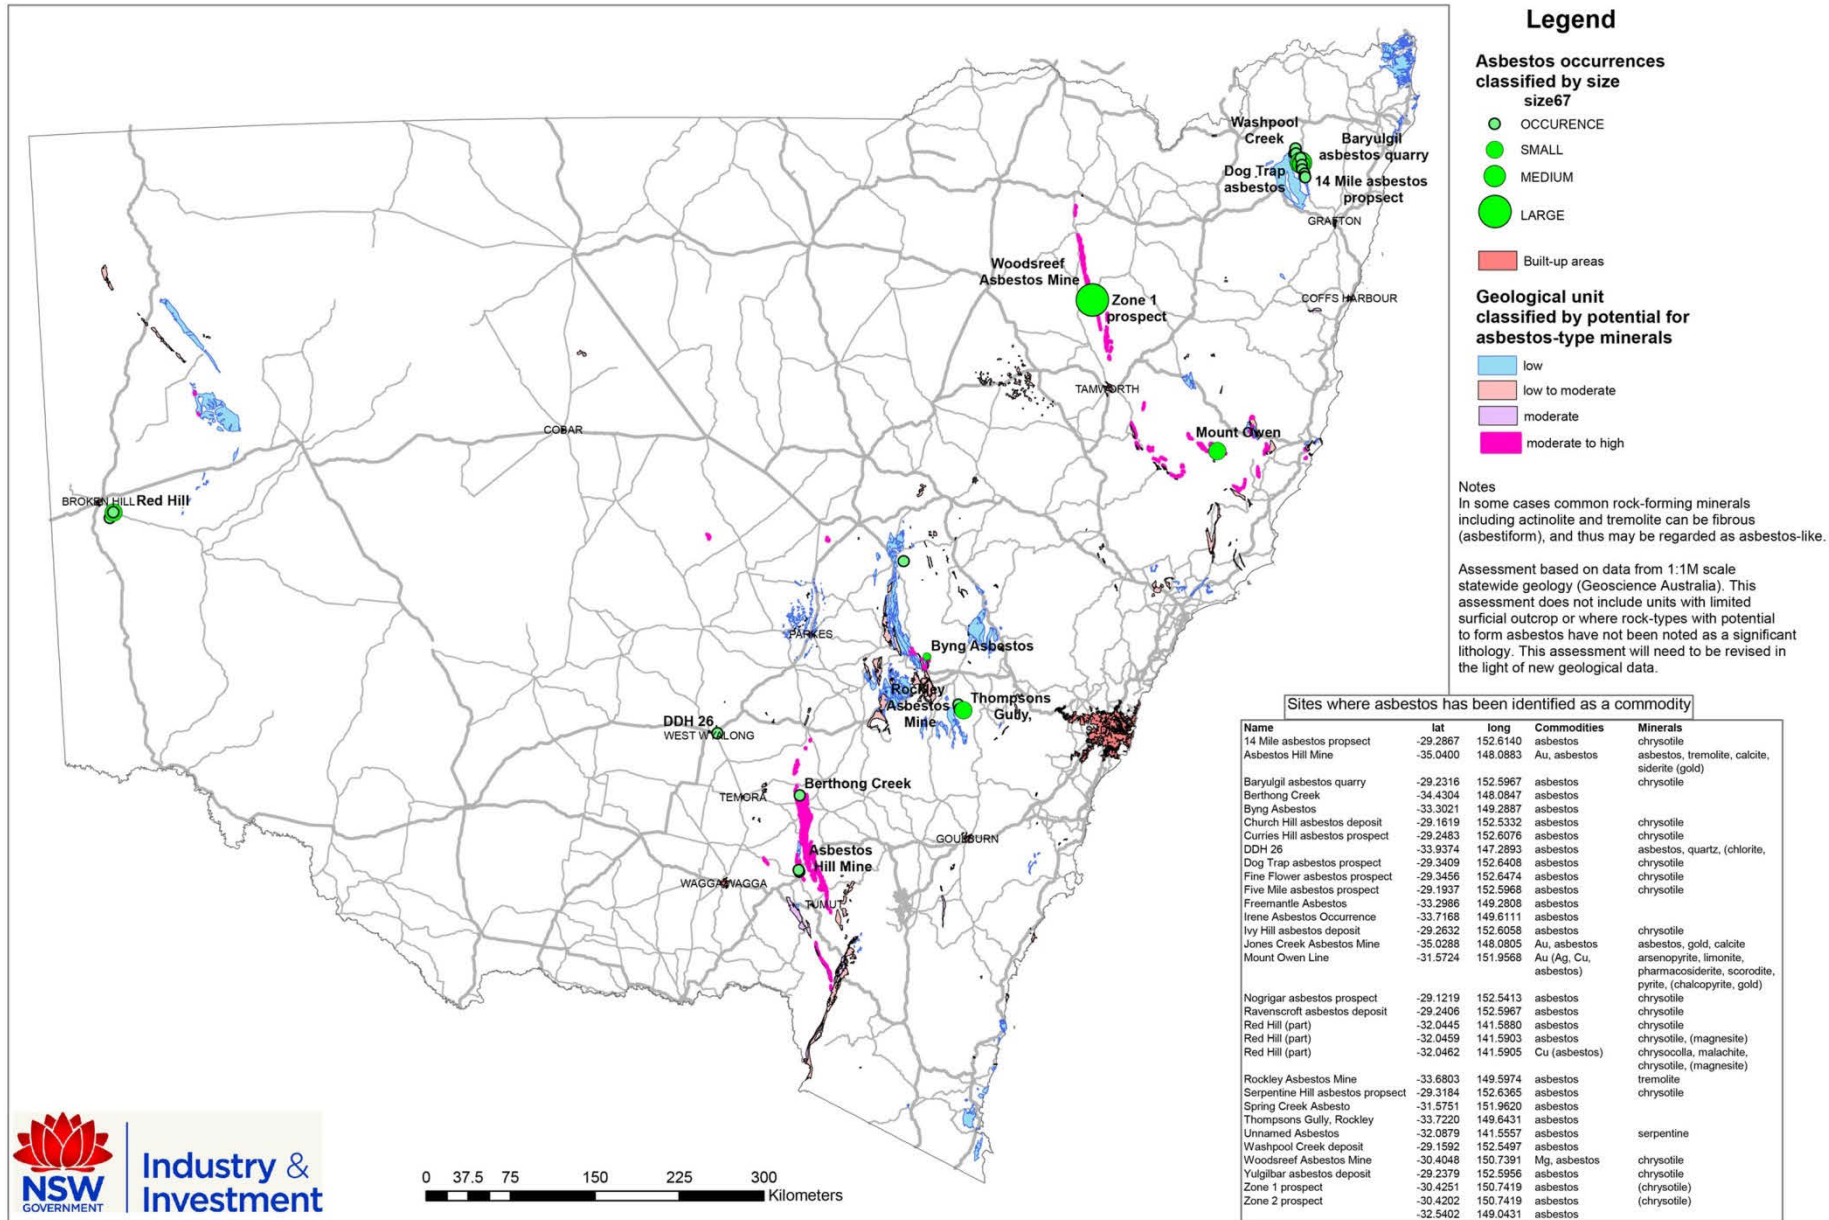 Legend
Asbestos occurrences
classified by size
size67
OCCURENCE
SMALL
MEDIUM
LARGE
Built-up areas
Geological unit
classified by potential for
asbestos-type minerals
low
low to moderate
moderate
moderate to high
Notes
In some cases common rock-forming minerals
including actinolite and tremolite can be fibrous
(asbestiform), and thus may be regarded as asbestos-like.
Assessment based on data from 1:1M scale
statewide geology (Geoscience Australia). This
assessment does not include units with limited
surficial outcrop or where rock-types with potential
to form asbestos have not been noted as a significant
lithology. This assessment will need to be revised in
the light of new geological data.
Washpool
Creek
Baryulgil
asbestos quarry
Dog Trap
asbestos
14 Mile asbestos
propsect
GRAFTON
Woodsreef
Asbestos Mine
Zone 1
prospect
COFFS HARBOUR
TAMWORTH
COBAR
Mount Owen
BROKEN HILL
Red Hill
PARKES
Byng Asbestos
Rockley
Asbestos
Mine
Thompsons
Gully,
DDH 26
WEST WYALONG
Berthong Creek
TEMORA
GOULBURN
Asbestos
Hill Mine
WAGGA WAGGA
TUMUT
Sites where asbestos has been identified as a commodity
Name lat long Commodities Minerals
14 Mile asbestos propsect -29.2867 152.6140 asbestos chrysotile
Asbestos Hill Mine -35.0400 148.0883 Au, asbestos asbestos, tremolite, calcite,
siderite (gold)
Baryulgil asbestos quarry -29.2316 152.5967 asbestos chrysotile
Berthong Creek -34.4304 148.0847 asbestos
Byng Asbestos -33.3021 149.2887 asbestos
Church Hill asbestos deposit -29.1619 152.5332 asbestos chrysotile
Curries Hill asbestos prospect -29.2483 152.6076 asbestos chrysotile
DDH 26 -33.9374 147.2893 asbestos asbestos, quartz, (chlorite,
Dog Trap asbestos prospect -29.3409 152.6408 asbestos chrysotile
Fine Flower asbestos prospect -29.3456 152.6474 asbestos chrysotile
Five Mile asbestos prospect -29.1937 152.5968 asbestos chrysotile
Freemantle Asbestos -33.2986 149.2808 asbestos
Irene Asbestos Occurrence -33.7168 149.6111 asbestos
Ivy Hill asbestos deposit -29.2632 152.6058 asbestos chrysotile
Jones Creek Asbestos Mine -35.0288 148.0805 Au, asbestos asbestos, gold, calcite
Mount Owen Line -31.5724 151.9568 Au (Ag, Cu, arsenopyrite, limonite,
asbestos) pharmacosiderite, scorodite,
pyrite, (chalcopyrite, gold)
Nogrigar asbestos prospect -29.1219 152.5413 asbestos chrysotile
Ravenscroft asbestos deposit -29.2406 152.5967 asbestos chrysotile
Red Hill (part) -32.0445 141.5880 asbestos chrysotile
Red Hill (part) -32.0459 141.5903 asbestos chrysotile, (magnesite)
Red Hill (part) -32.0462 141.5905 Cu (asbestos) chrysocolla, malachite,
chrysotile, (magnesite)
Rockley Asbestos Mine -33.6803 149.5974 asbestos tremolite
Serpentine Hill asbestos propsect -29.3184 152.6365 asbestos chrysotile
Spring Creek Asbesto -31.5751 151.9620 asbestos
Thompsons Gully, Rockley -33.7220 149.6431 asbestos
Unnamed Asbestos -32.0879 141.5557 asbestos serpentine
Washpool Creek deposit -29.1592 152.5497 asbestos
Woodsreef Asbestos Mine -30.4048 150.7391 Mg, asbestos chrysotile
Yulgilbar asbestos deposit -29.2379 152.5956 asbestos chrysotile
Zone 1 prospect -30.4251 150.7419 asbestos (chrysotile)
Zone 2 prospect -30.4202 150.7419 asbestos (chrysotile)
-32.5402 149.0431 asbestos
NSW
GOVERNMENT
Industry &
Investment
0 37.5 75 150 225 300
Kilometers